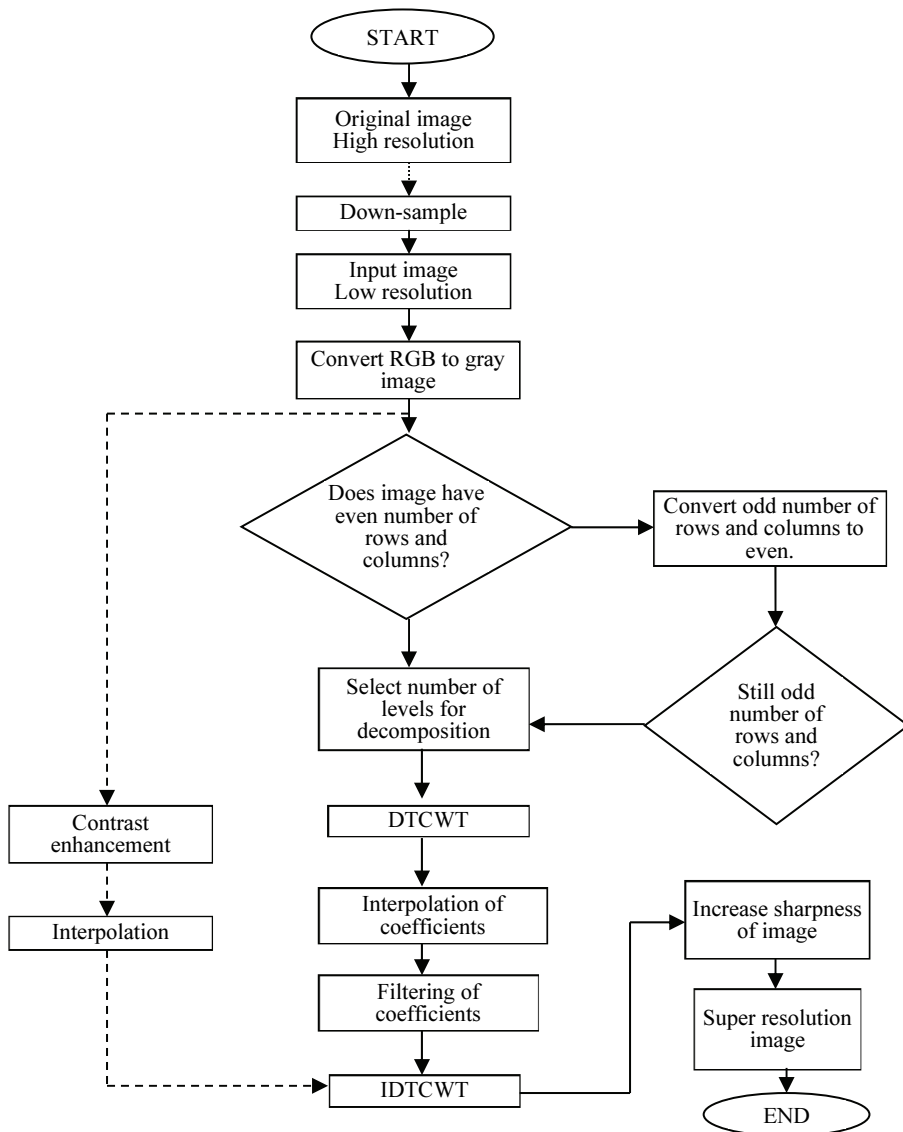 START
Original image
High resolution
Down-sample
Input image
Low resolution
Convert RGB to gray
image
Does image have
even number of
rows and
columns?
Convert odd number of
rows and columns to
even.
Still odd
number of
rows and
columns?
Select number of
levels for
decomposition
DTCWT
Contrast
enhancement
Interpolation
Interpolation of
coefficients
Filtering of
coefficients
IDTCWT
Increase sharpness
of image
Super resolution
image
END